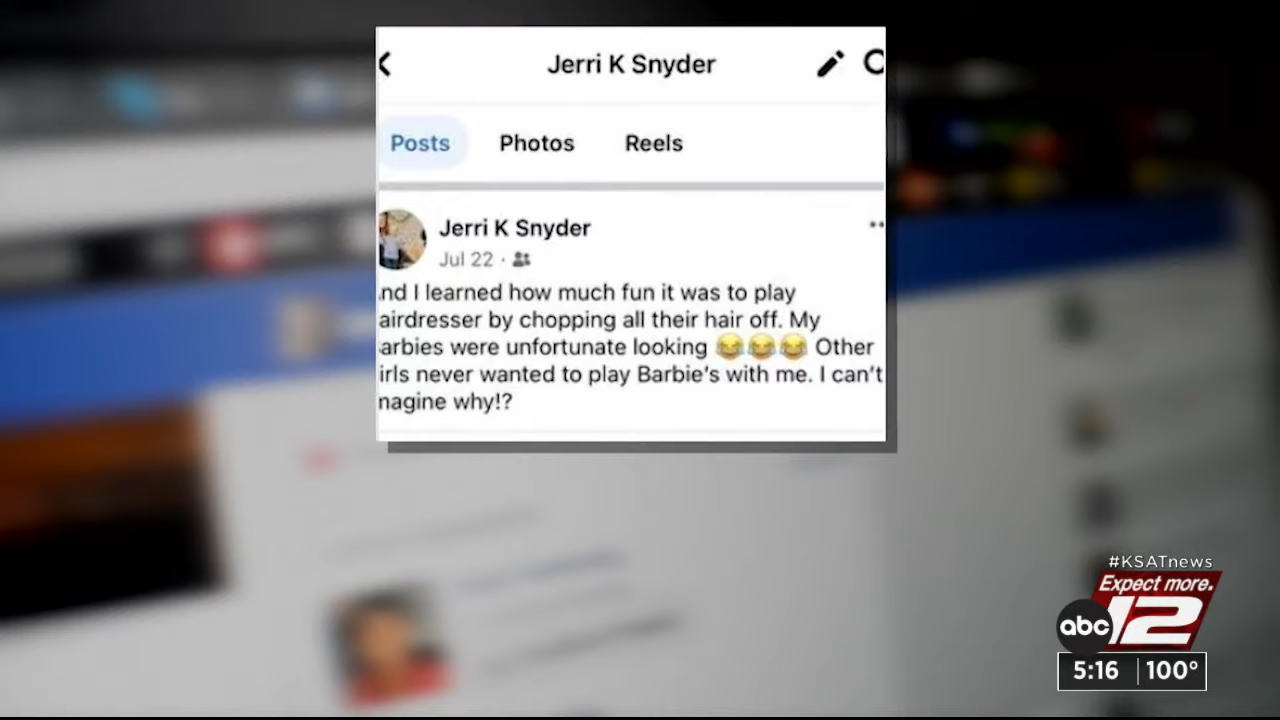 Jerri K Snyder
Posts Photos Reels
Jerri K Snyder
Jul 22 ·
nd I learned how much fun it was to play
airdresser by chopping all their hair off. My
arbies were unfortunate looking 😂😂😂 Other
irls never wanted to play Barbie's with me. I can't
magine why!?
#KSATnews
Expect more.
abc 12
5:16 100°